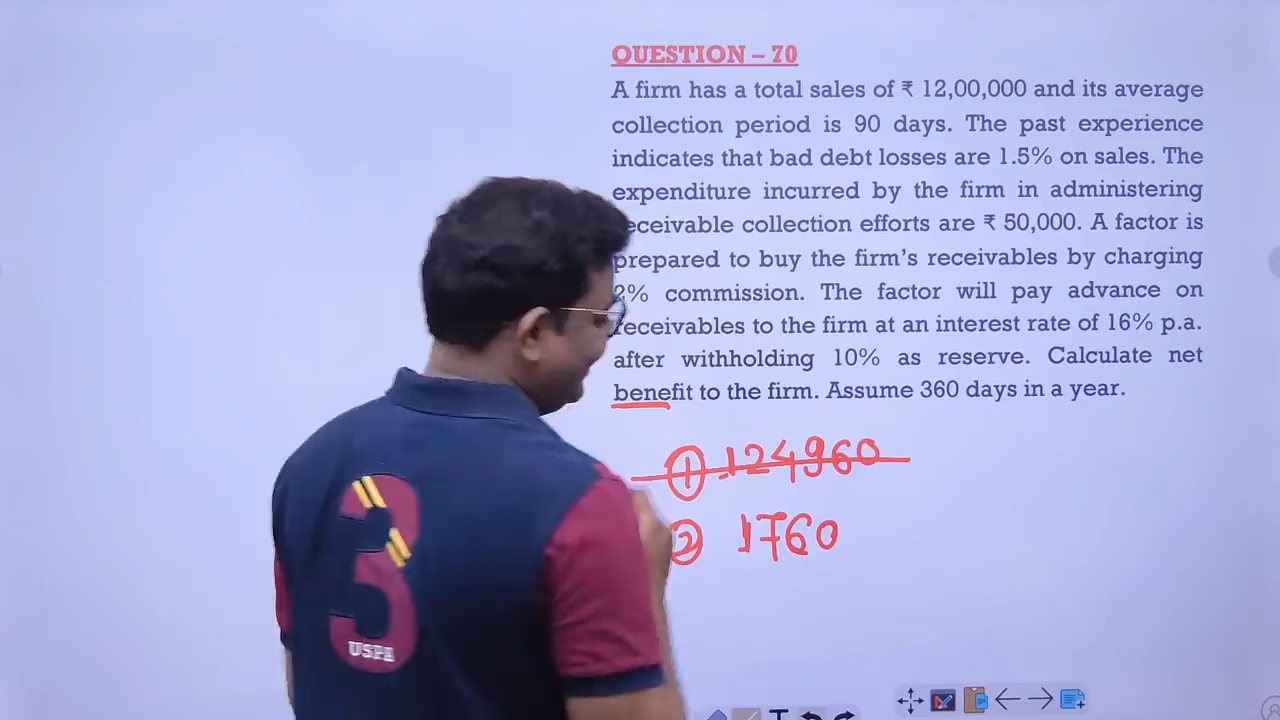 QUESTION – 70
A firm has a total sales of ₹ 12,00,000 and its average
collection period is 90 days. The past experience
indicates that bad debt losses are 1.5% on sales. The
expenditure incurred by the firm in administering
eceivable collection efforts are ₹ 50,000. A factor is
prepared to buy the firm's receivables by charging
2% commission. The factor will pay advance on
receivables to the firm at an interest rate of 16% p.a.
after withholding 10% as reserve. Calculate net
benefit to the firm. Assume 360 days in a year.
① 124960
② 1760
3
USPA